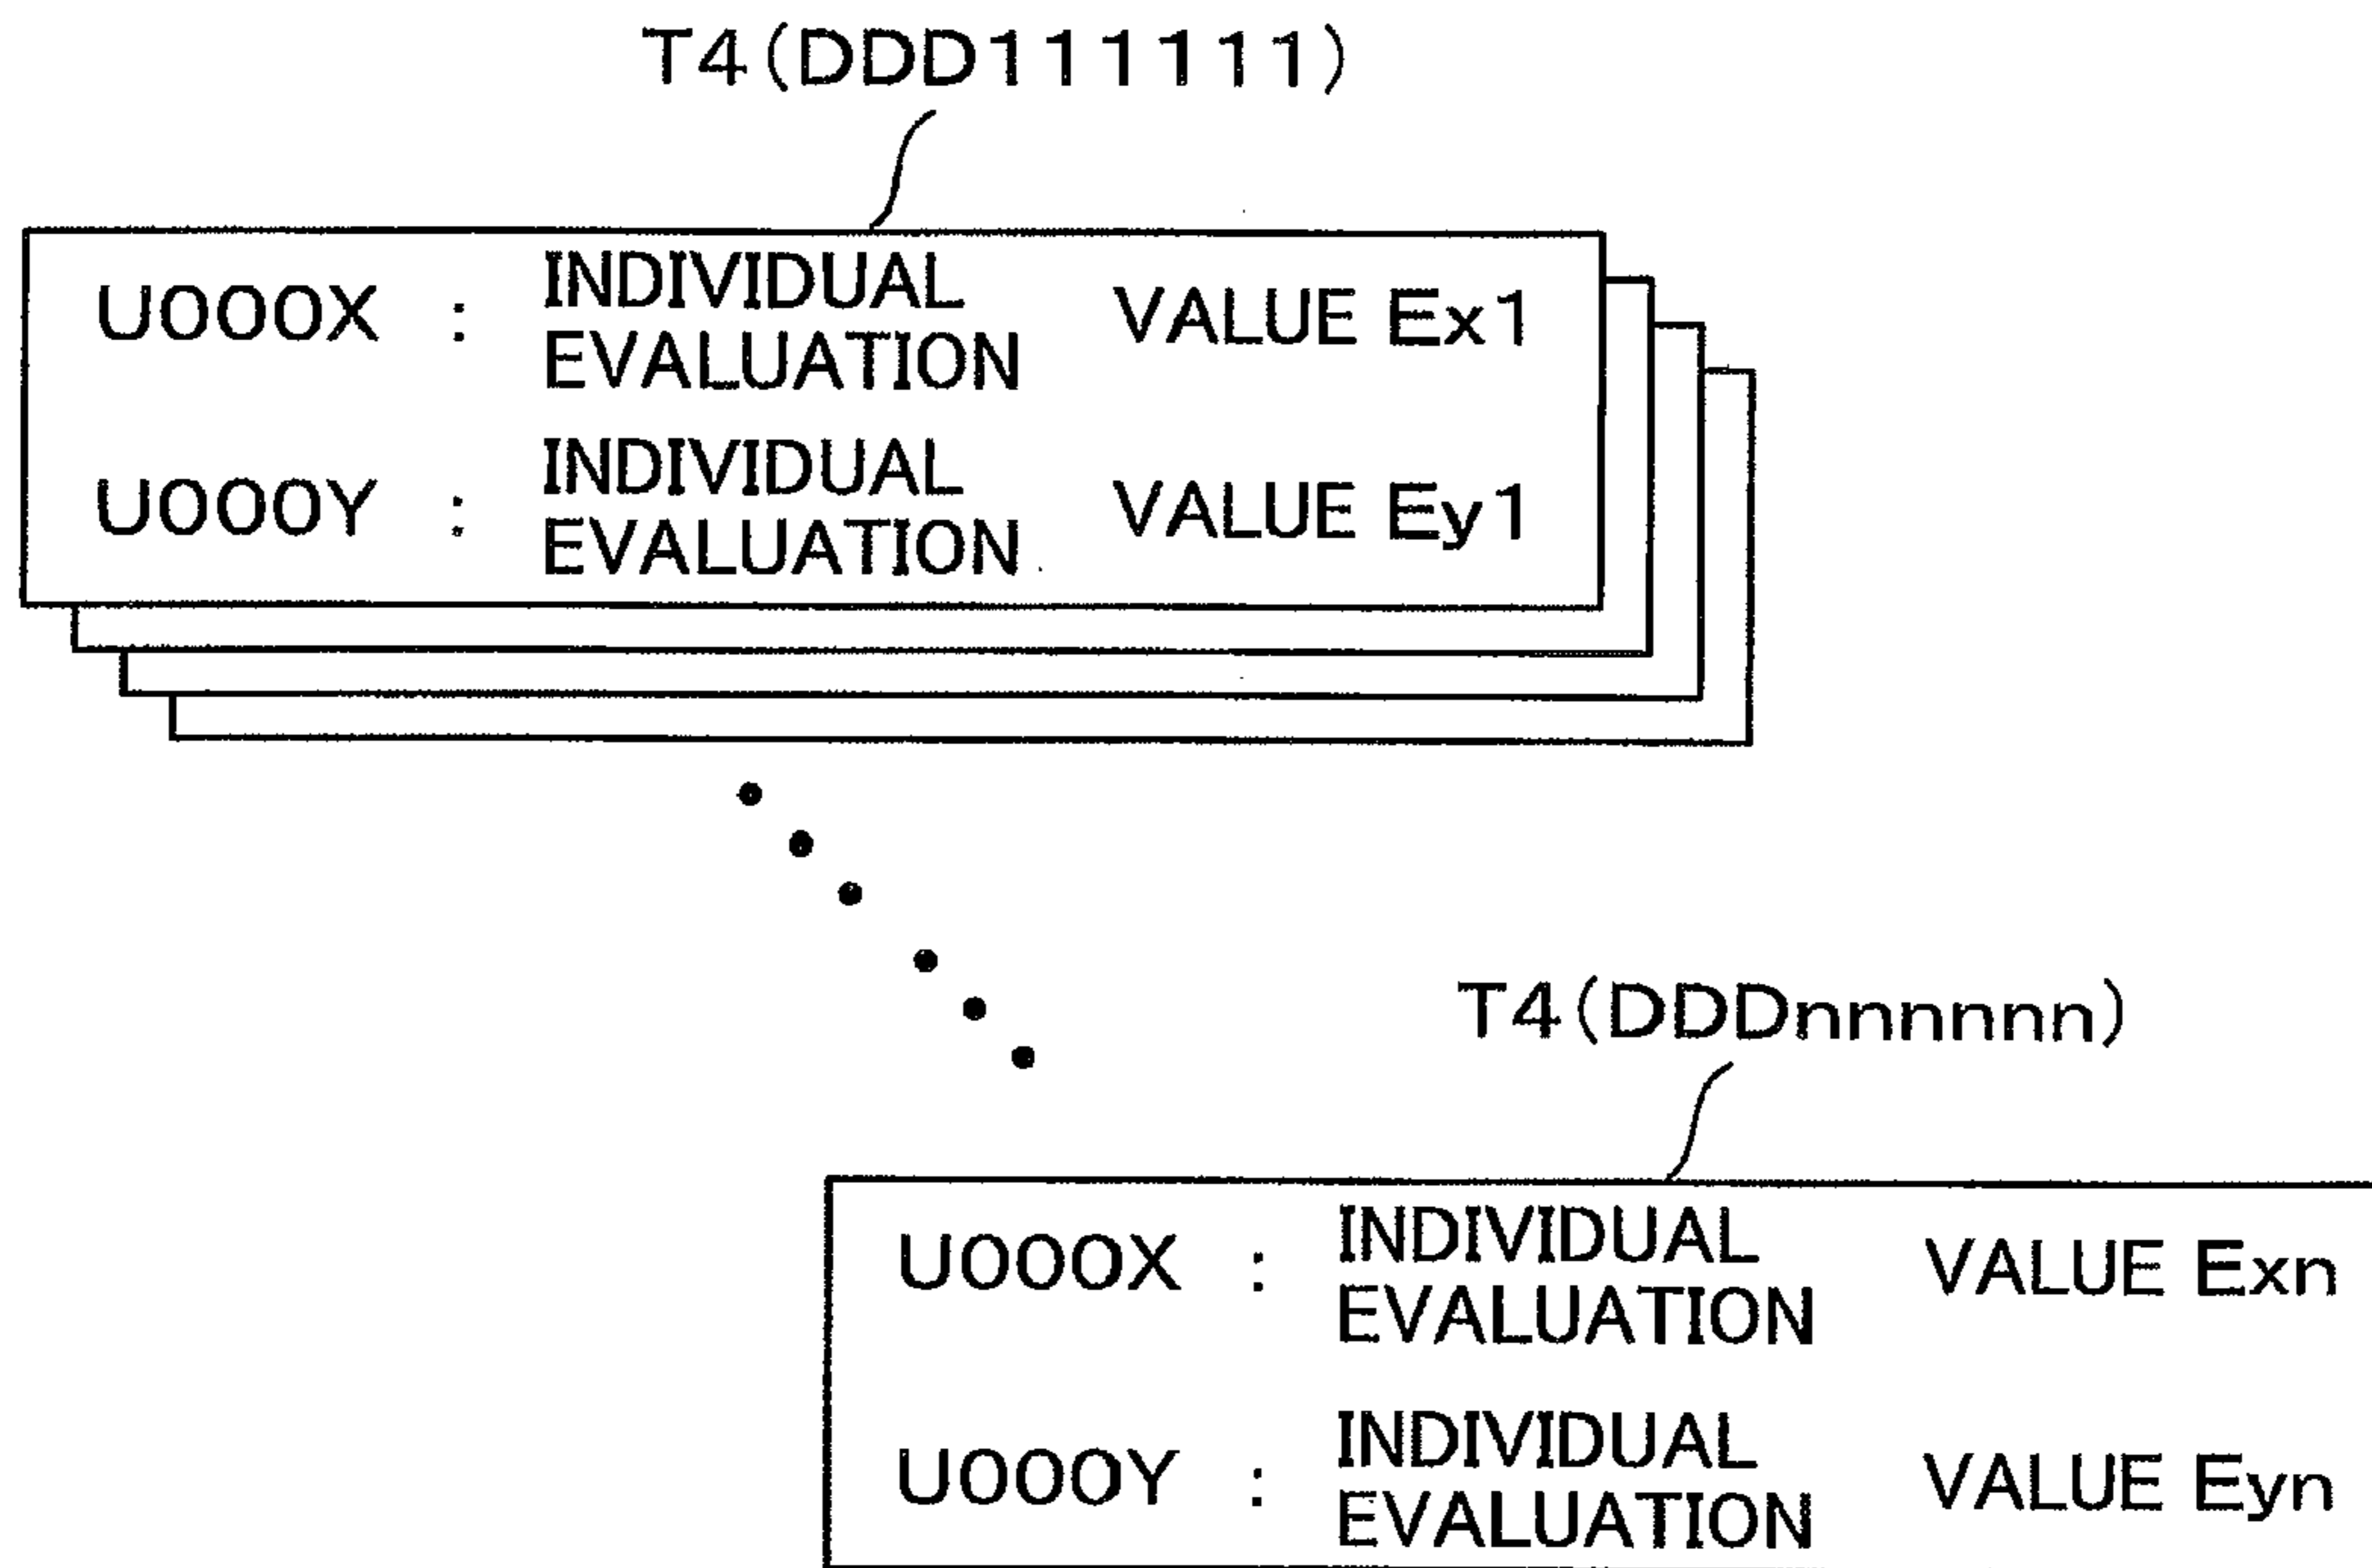 T4(DDD111111)
U000X : INDIVIDUAL EVALUATION VALUE Ex1
U000Y : INDIVIDUAL EVALUATION VALUE Ey1
T4(DDDnnnnnn)
U000X : INDIVIDUAL EVALUATION VALUE Exn
U000Y : INDIVIDUAL EVALUATION VALUE Eyn